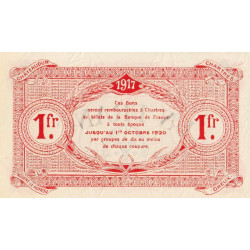 1917
Ces Bons
seront remboursables à Chartres
en billets de la Banque de France
à toute époque
JUSQU'AU 1er OCTOBRE 1920
par groupes de dix au moins
de chaque coupure.
1fr
1fr